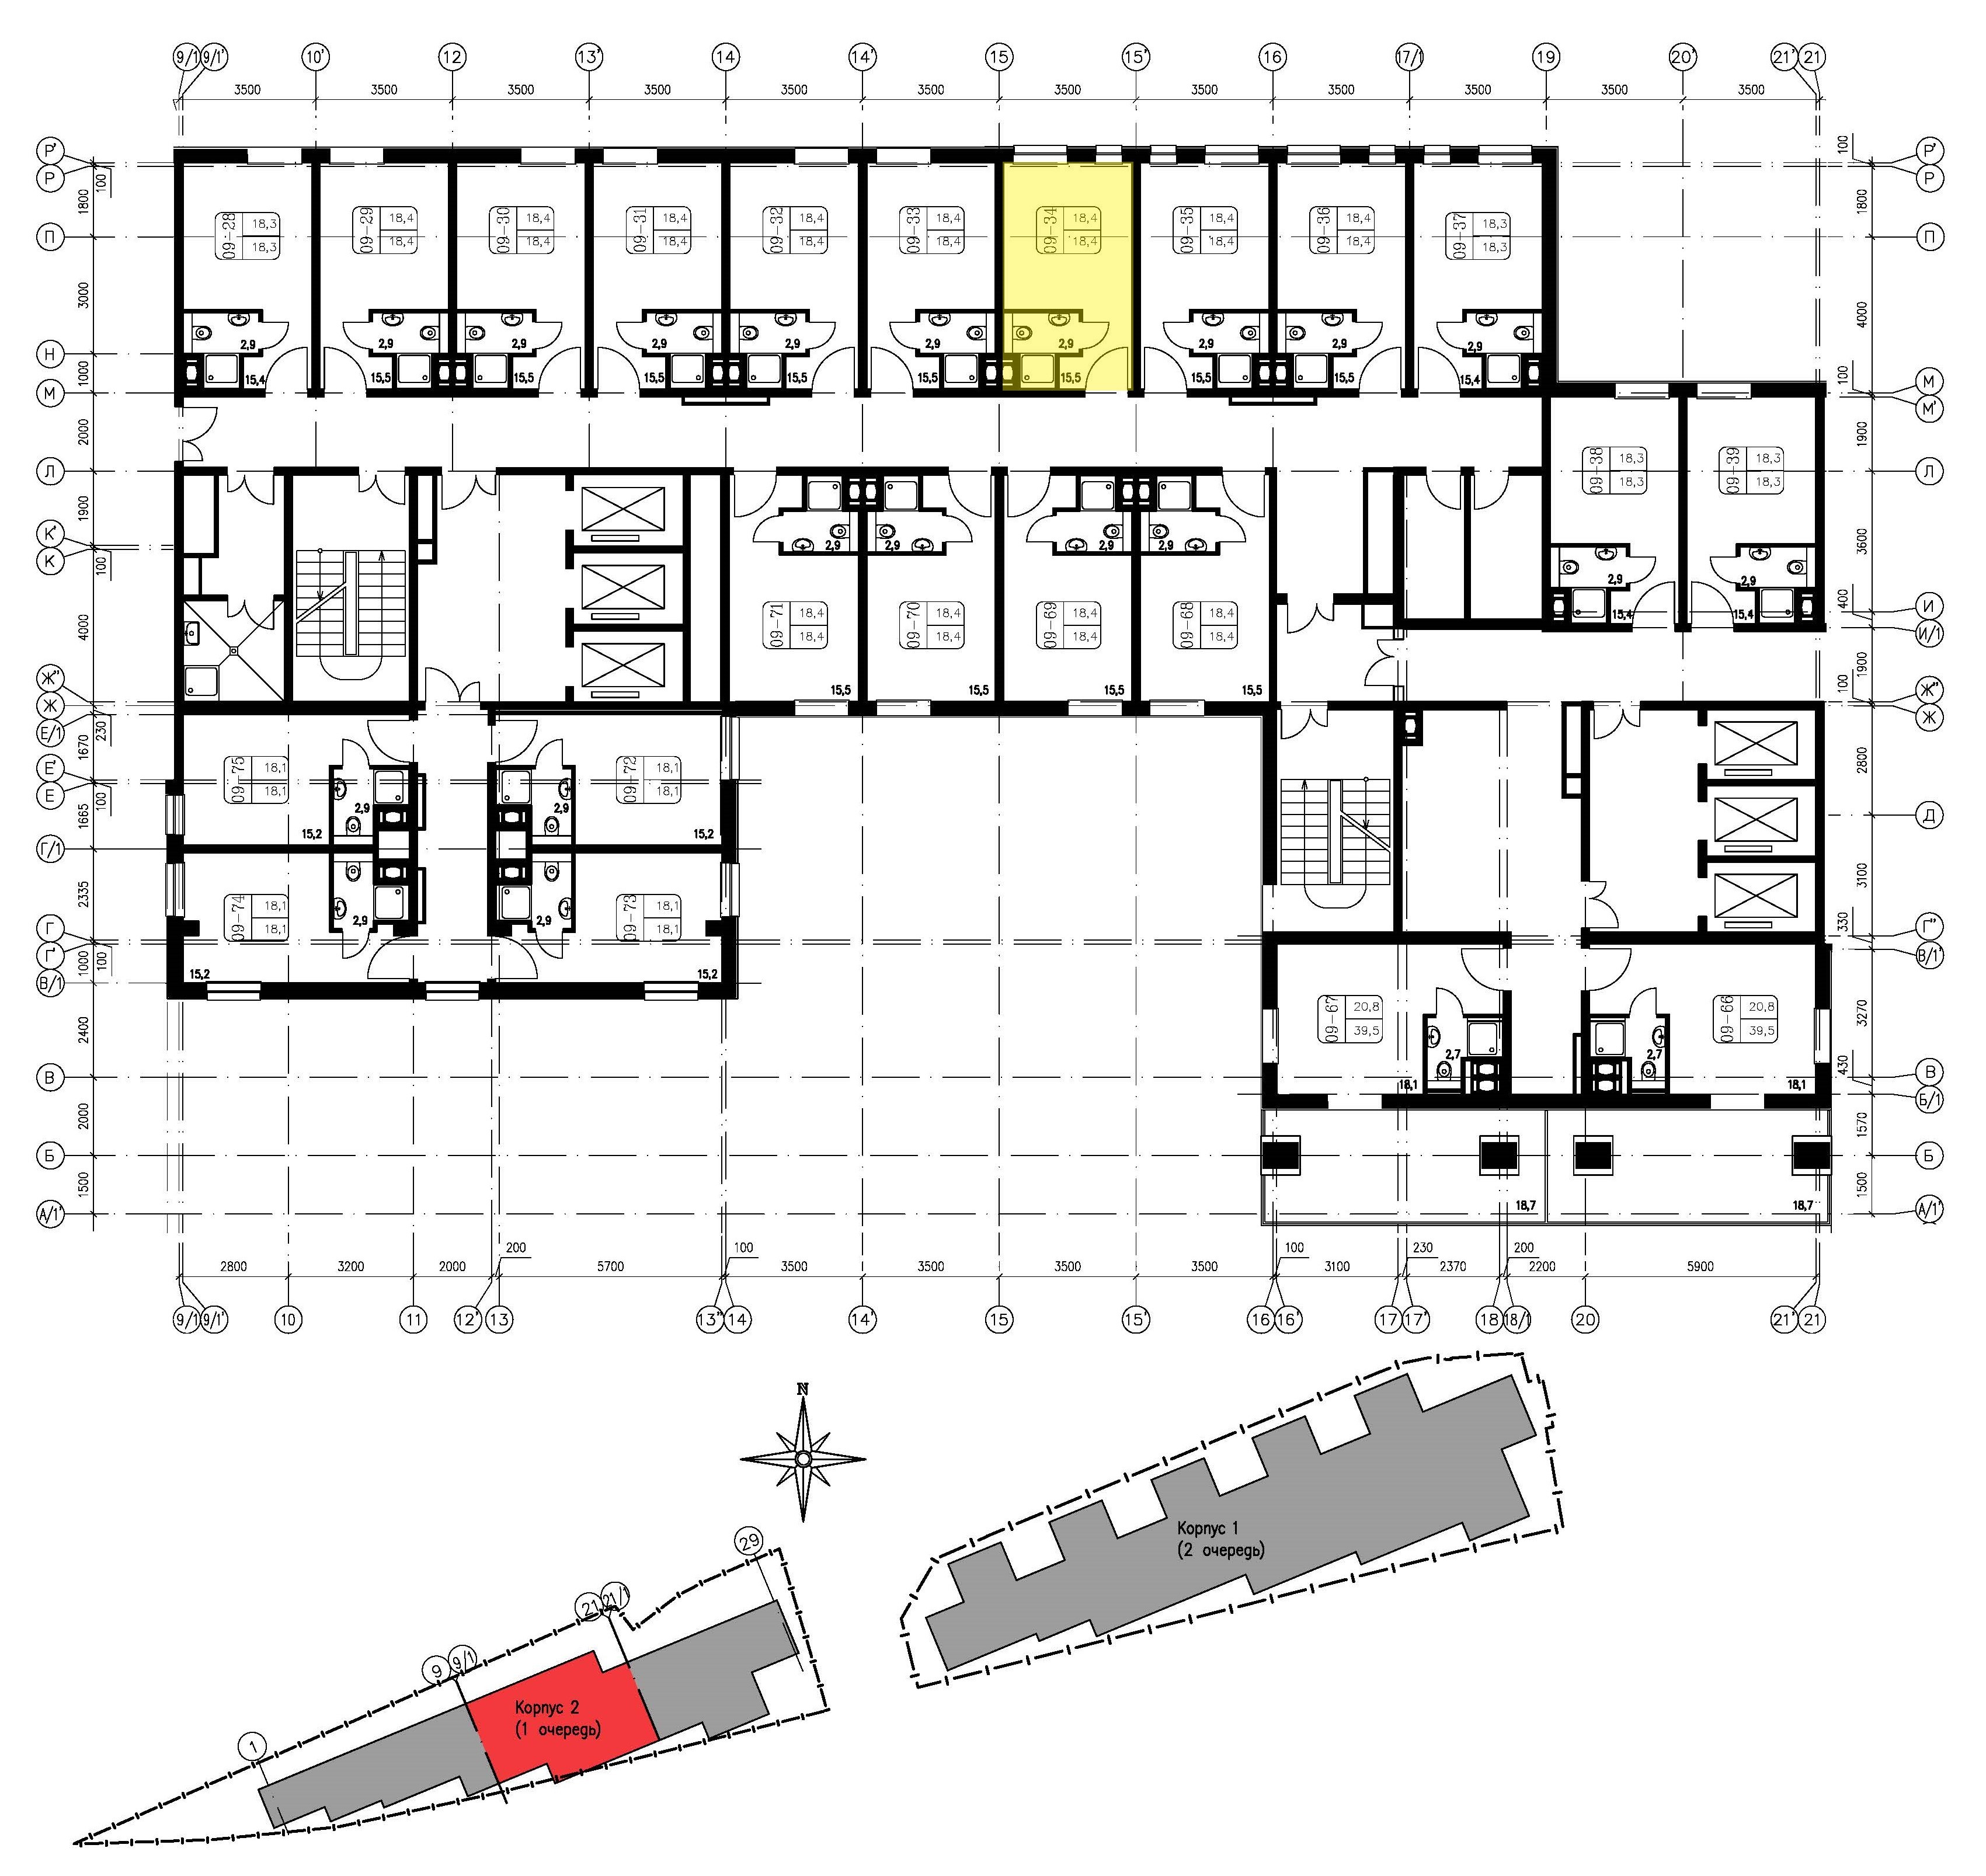 9/1 9/1' 10' 12 13' 14 14' 15 15' 16 17/1 19 20' 21' 21
3500 3500 3500 3500 3500 3500 3500 3500 3500 3500 3500 3500
Р' 100 100 Р'
Р Р
1800 100 1800
09-28 18,3 18,3
09-29 18,4 18,4
09-30 18,4 18,4
09-31 18,4 18,4
09-32 18,4 18,4
09-33 18,4 18,4
09-34 18,4 18,4
09-35 18,4 18,4
09-36 18,4 18,4
09-37 18,3 18,3
П П
3000 4000
2,9 2,9 2,9 2,9 2,9 2,9 2,9 2,9 2,9 2,9
Н
1000 15,4 15,5 15,5 15,5 15,5 15,5 15,5 15,5 15,5 15,4 100
М М
М'
2000 1900
09-38 18,3 18,3
09-39 18,3 18,3
Л Л
1900 3600
К'
К
100
2,9 2,9 2,9 2,9
2,9 2,9
15,4 15,4 400
4000
09-71 18,4 18,4
09-70 18,4 18,4
09-69 18,4 18,4
09-68 18,4 18,4
И
И/1
1900
15,5 15,5 15,5 15,5 100
Ж" Ж"
Ж Ж
Е/1 230
1670 2800
Е'
Е 100
09-75 18,1 18,1
09-72 18,1 18,1
2,9 2,9
1665 15,2 15,2 Д
Г/1
2335 3100
09-74 18,1 18,1
09-73 18,1 18,1
2,9 2,9
Г 330 Г"
Г' 1000 100
15,2 15,2 В/1'
В/1
2400 3270
09-67 20,8 39,5
09-66 20,8 39,5
2,7 2,7
В 18,1 18,1 430 В
Б/1
2000 1570
Б Б
1500 18,7 18,7 1500
А/1' А/1'
200 100 100 230 200
2800 3200 2000 5700 3500 3500 3500 3500 3100 2370 2200 5900
9/1 9/1' 10 11 12' 13 13" 14 14' 15 15' 16 16' 17 17' 18 18/1 20 21' 21
N
Корпус 1
(2 очередь)
29
21 21/1
9 9/1
Корпус 2
(1 очередь)
1